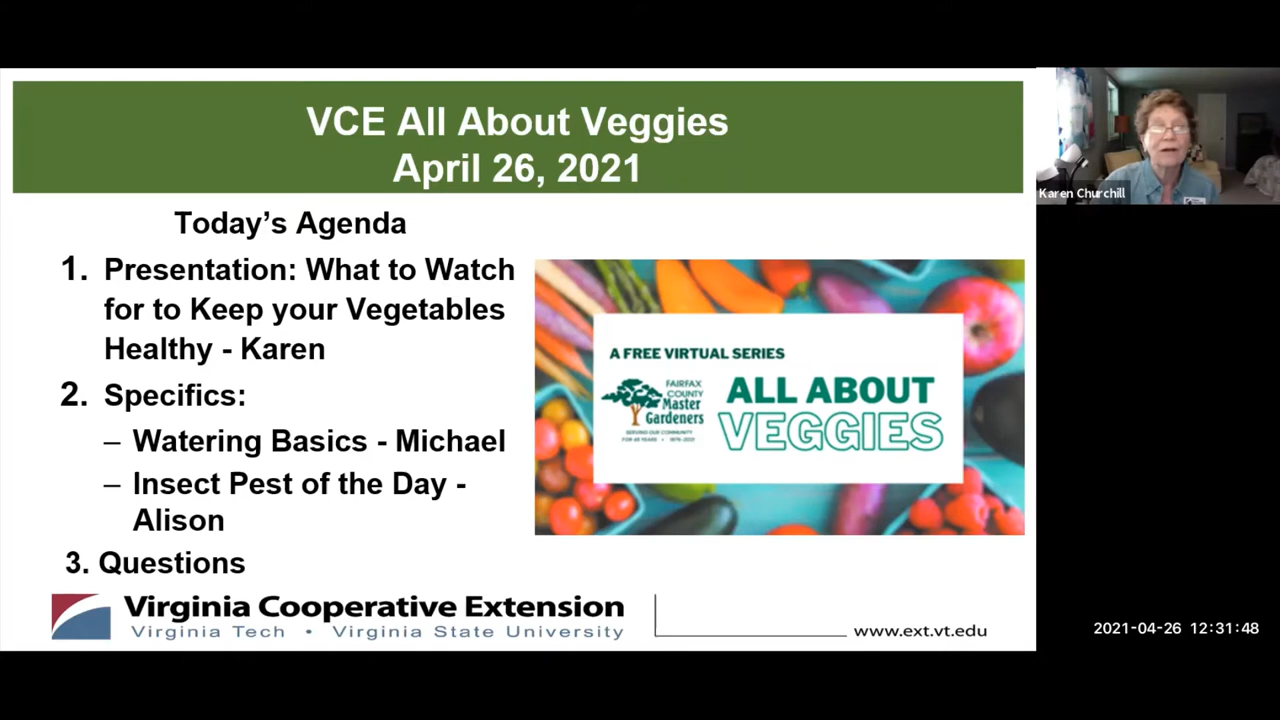 VCE All About Veggies
April 26, 2021
Today's Agenda
1. Presentation: What to Watch
for to Keep your Vegetables
Healthy - Karen
2. Specifics:
– Watering Basics - Michael
– Insect Pest of the Day -
Alison
3. Questions
A FREE VIRTUAL SERIES
FAIRFAX
COUNTY
Master
Gardeners
SERVING OUR COMMUNITY
ALL ABOUT
VEGGIES
Virginia Cooperative Extension
Virginia Tech • Virginia State University
www.ext.vt.edu
Karen Churchill
2021-04-26 12:31:48